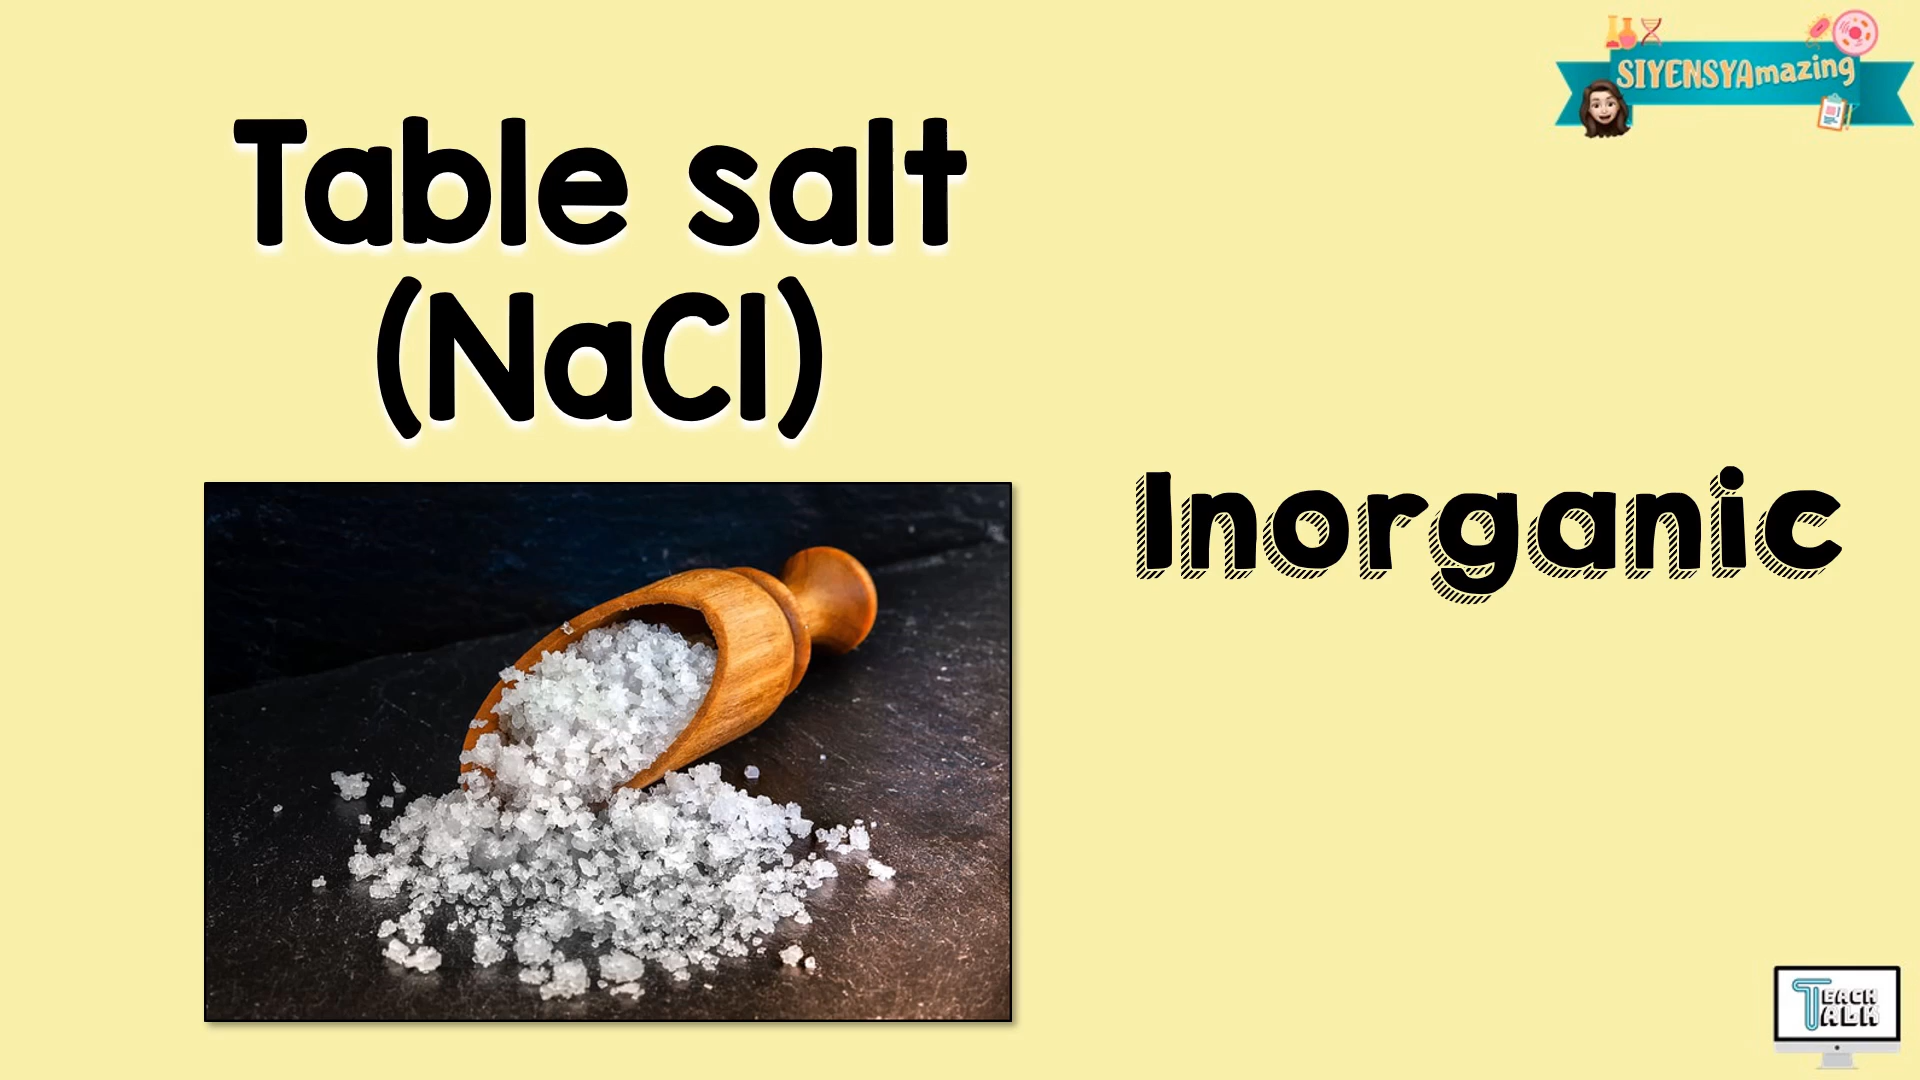 SIYENSYAmazing
Table salt
(NaCl)
Inorganic
TEACH
TALK